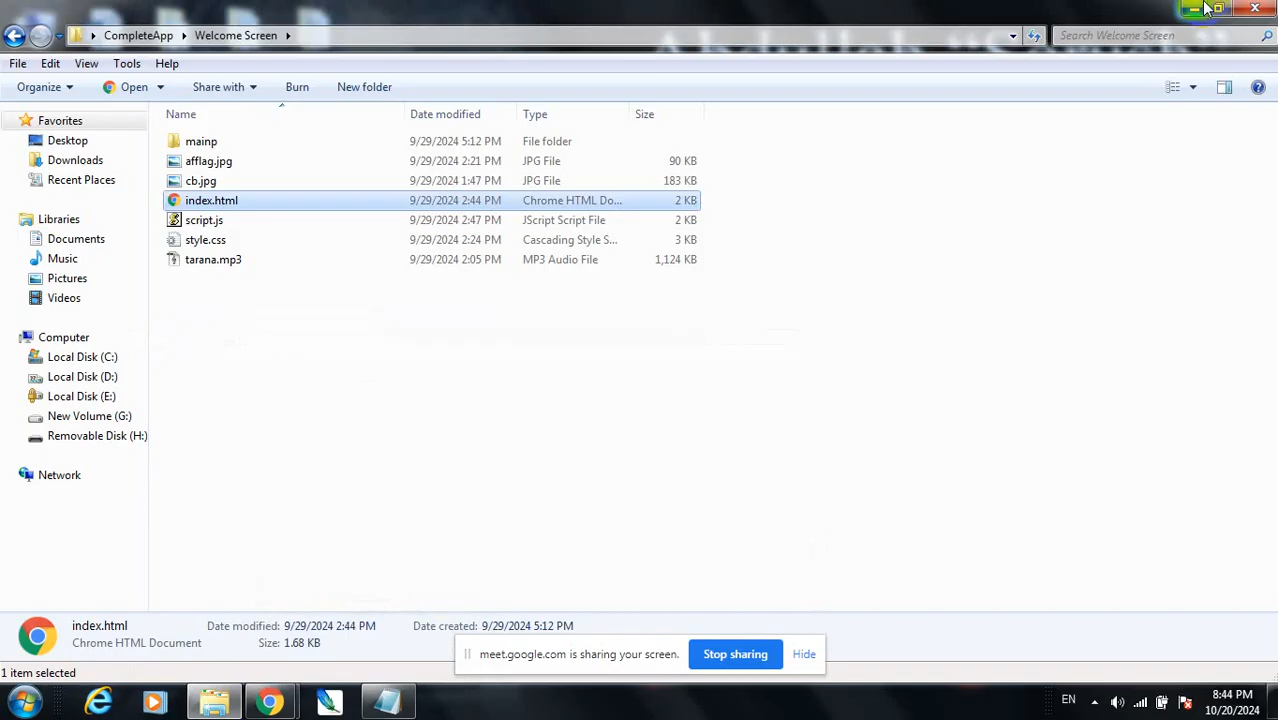 CompleteApp Welcome Screen Search Welcome Screen
File Edit View Tools Help
Organize Open Share with Burn New folder
Favorites
Desktop
Downloads
Recent Places
Libraries
Documents
Music
Pictures
Videos
Computer
Local Disk (C:)
Local Disk (D:)
Local Disk (E:)
New Volume (G:)
Removable Disk (H:)
Network
Name Date modified Type Size
mainp 9/29/2024 5:12 PM File folder
afflag.jpg 9/29/2024 2:21 PM JPG File 90 KB
cb.jpg 9/29/2024 1:47 PM JPG File 183 KB
index.html 9/29/2024 2:44 PM Chrome HTML Do... 2 KB
script.js 9/29/2024 2:47 PM JScript Script File 2 KB
style.css 9/29/2024 2:24 PM Cascading Style S... 3 KB
tarana.mp3 9/29/2024 2:05 PM MP3 Audio File 1,124 KB
index.html Date modified: 9/29/2024 2:44 PM Date created: 9/29/2024 5:12 PM
Chrome HTML Document Size: 1.68 KB
meet.google.com is sharing your screen. Stop sharing Hide
1 item selected
EN 8:44 PM
10/20/2024